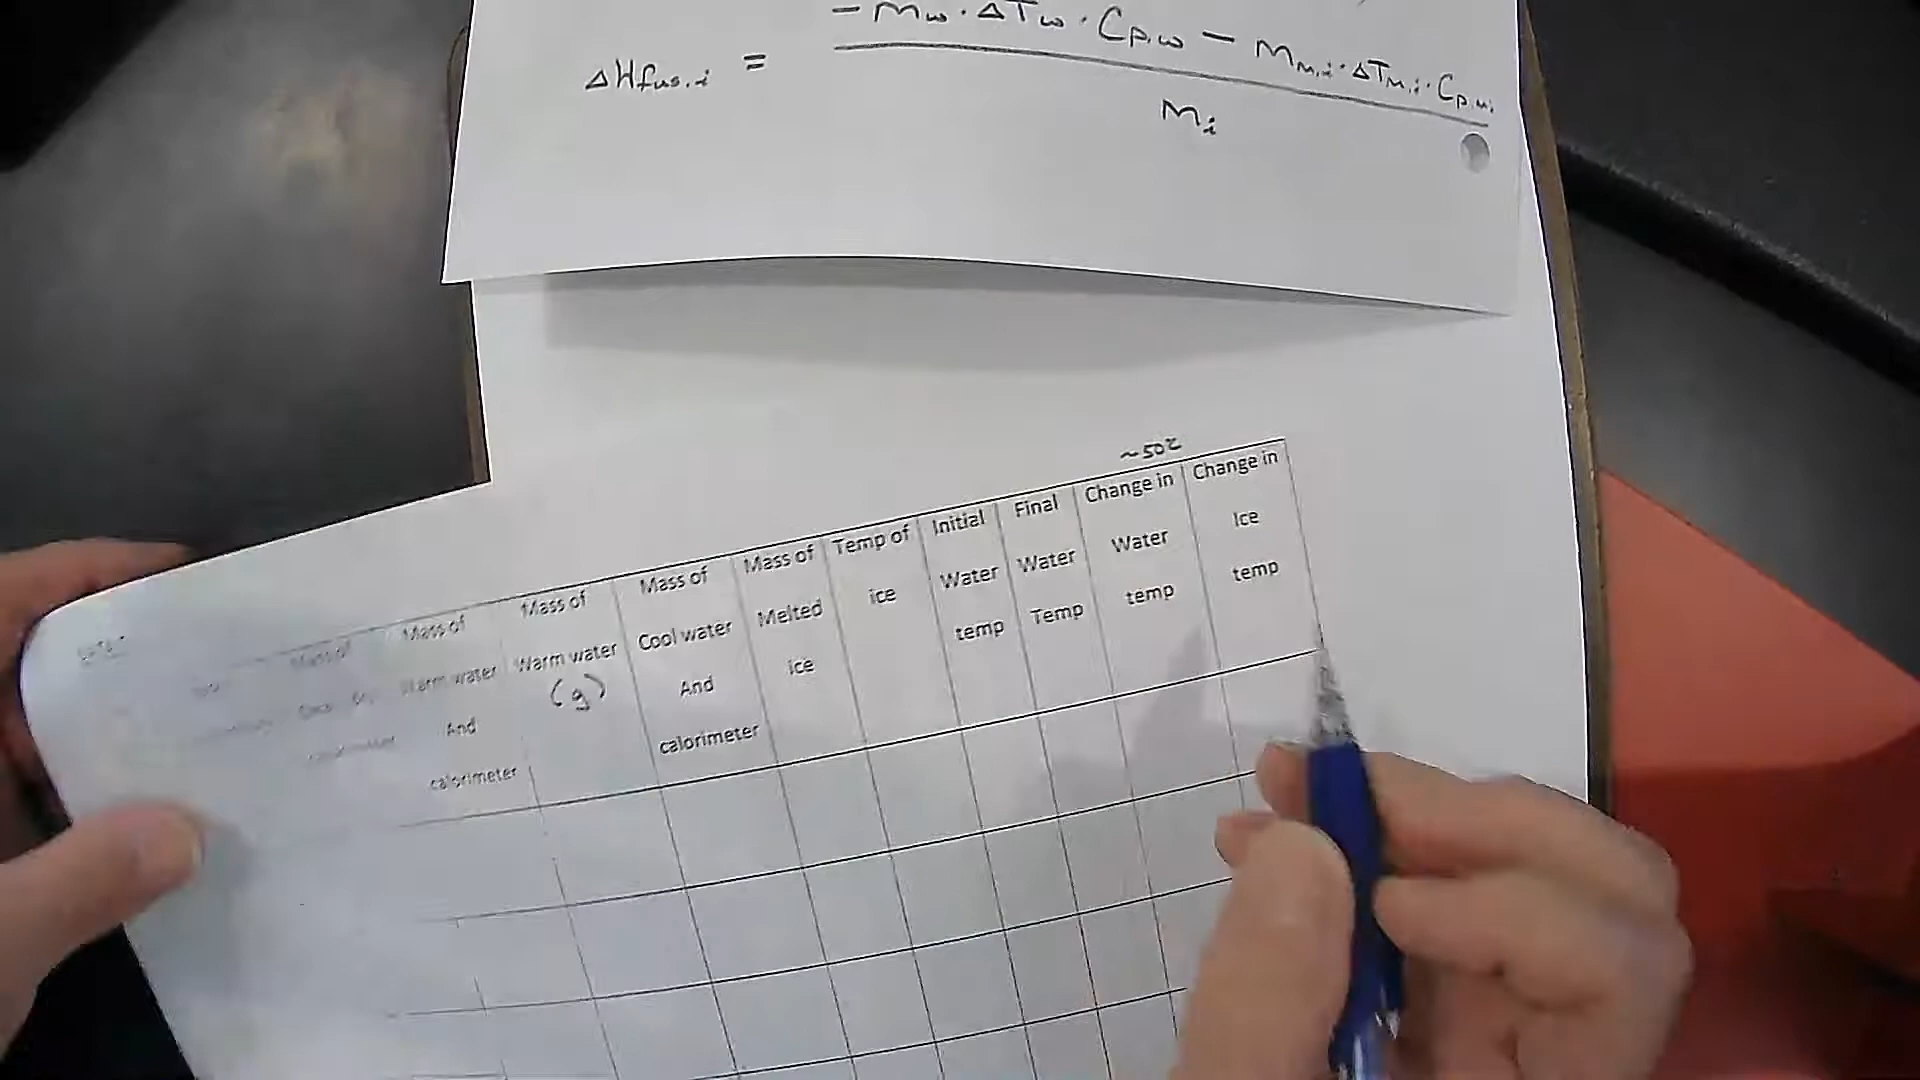 - Mw · ΔTw · Cp,w - Mm,i · ΔTm,i · Cp,m,i
ΔHfus,i =
Mi
~50%
Mass of
Mass of
Warm water
And
calorimeter
Mass of
Warm water
(g)
Mass of
Cool water
And
calorimeter
Mass of
Melted
Ice
Temp of
ice
Initial
Water
temp
Final
Water
Temp
Change in
Water
temp
Change in
Ice
temp